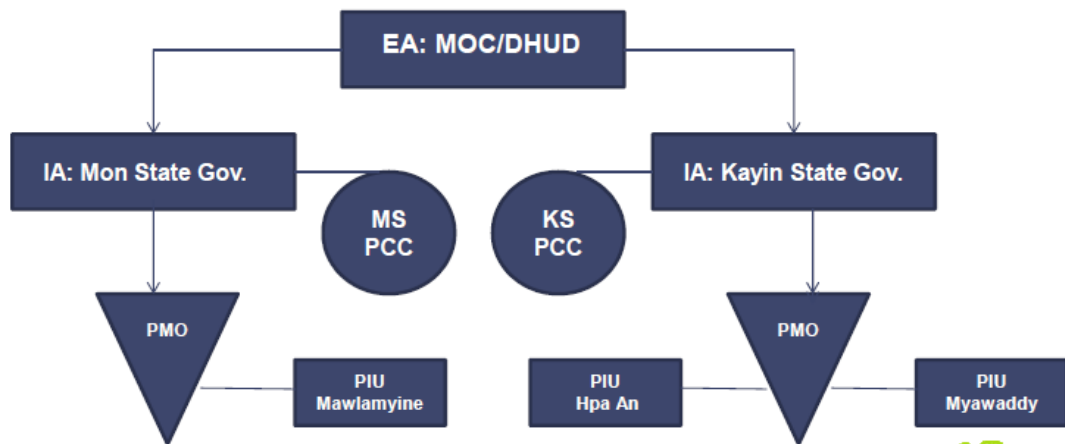 EA: MOC/DHUD
IA: Mon State Gov.
IA: Kayin State Gov.
MS
PCC
KS
PCC
PMO
PMO
PIU
Mawlamyine
PIU
Hpa An
PIU
Myawaddy